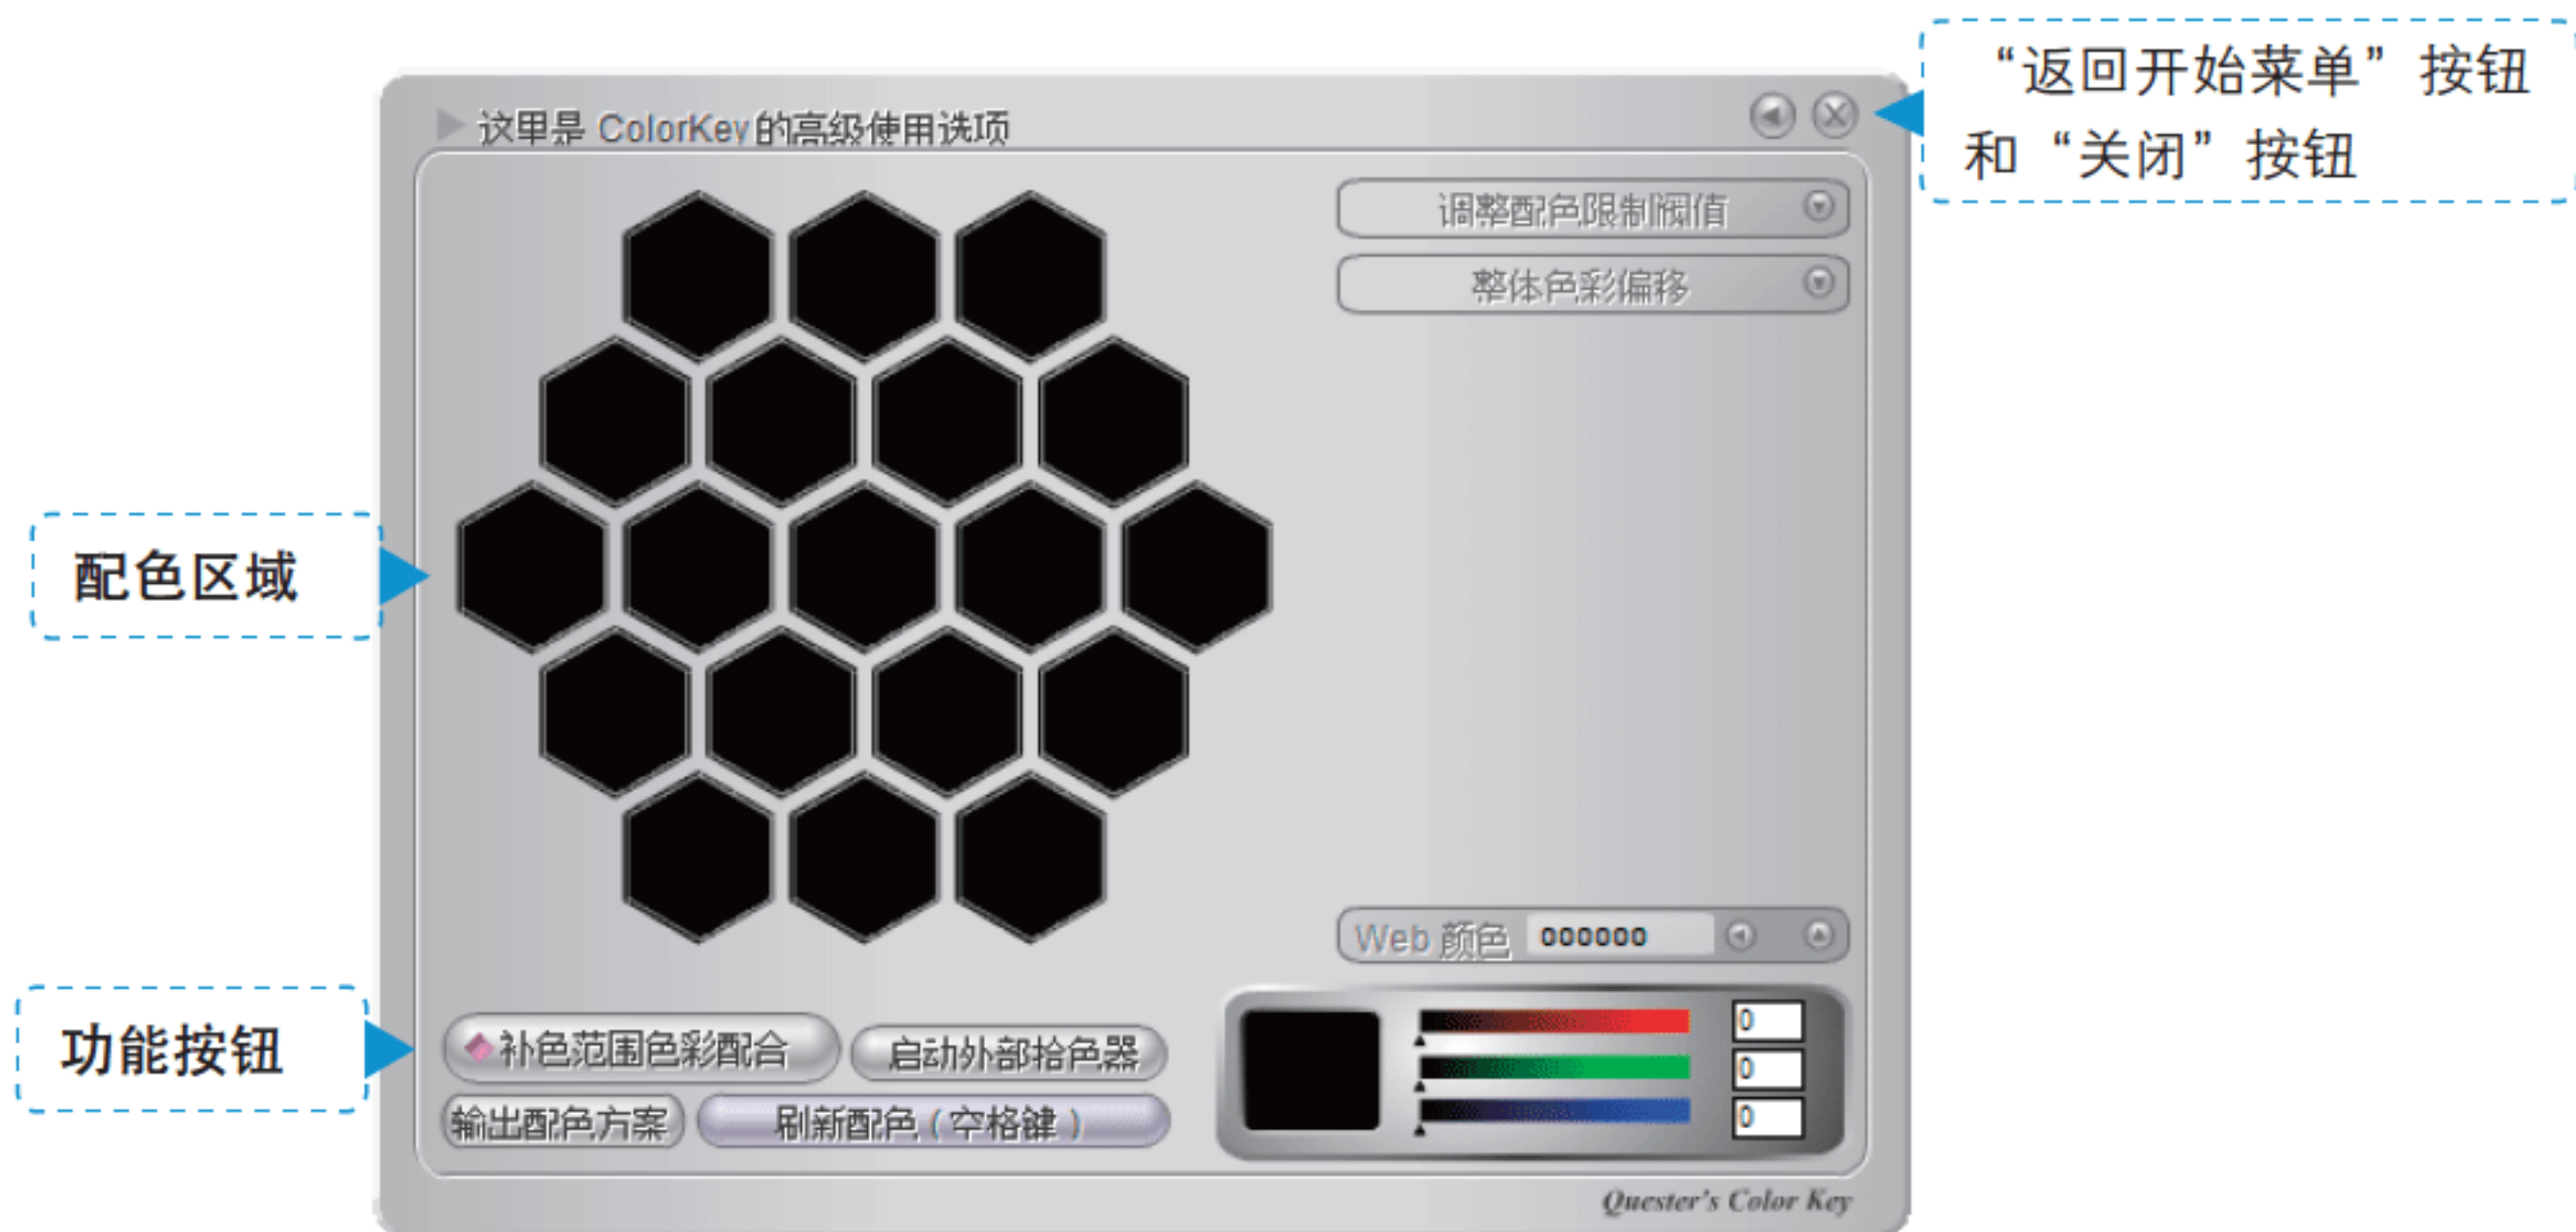 “返回开始菜单”按钮
和“关闭”按钮
这里是 ColorKey 的高级使用选项
调整配色限制阀值
整体色彩偏移
配色区域
Web 颜色 000000
功能按钮
补色范围色彩配合
启动外部拾色器
输出配色方案
刷新配色（空格键）
0
0
0
Quester's Color Key